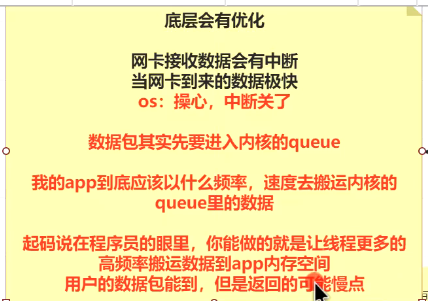 底层会有优化
网卡接收数据会有中断
当网卡到来的数据极快
os：操心，中断关了
数据包其实先要进入内核的queue
我的app到底应该以什么频率，速度去搬运内核的
queue里的数据
起码说在程序员的眼里，你能做的就是让线程更多的
高频率搬运数据到app内存空间
用户的数据包能到，但是返回的可能慢点